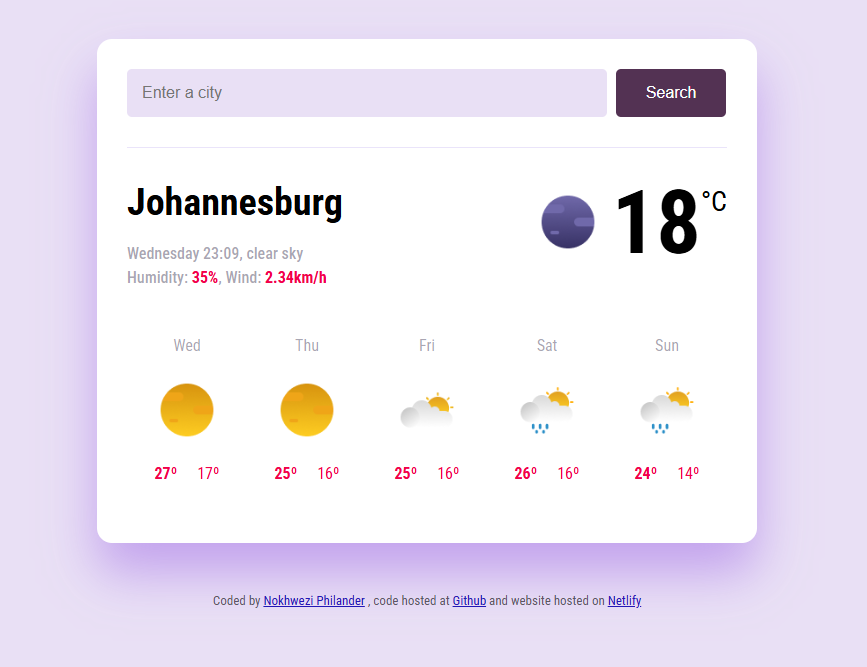 Enter a city
Search
Johannesburg
18 °C
Wednesday 23:09, clear sky
Humidity: 35%, Wind: 2.34km/h
Wed Thu Fri Sat Sun
27º 17º 25º 16º 25º 16º 26º 16º 24º 14º
Coded by Nokhwezi Philander , code hosted at Github and website hosted on Netlify